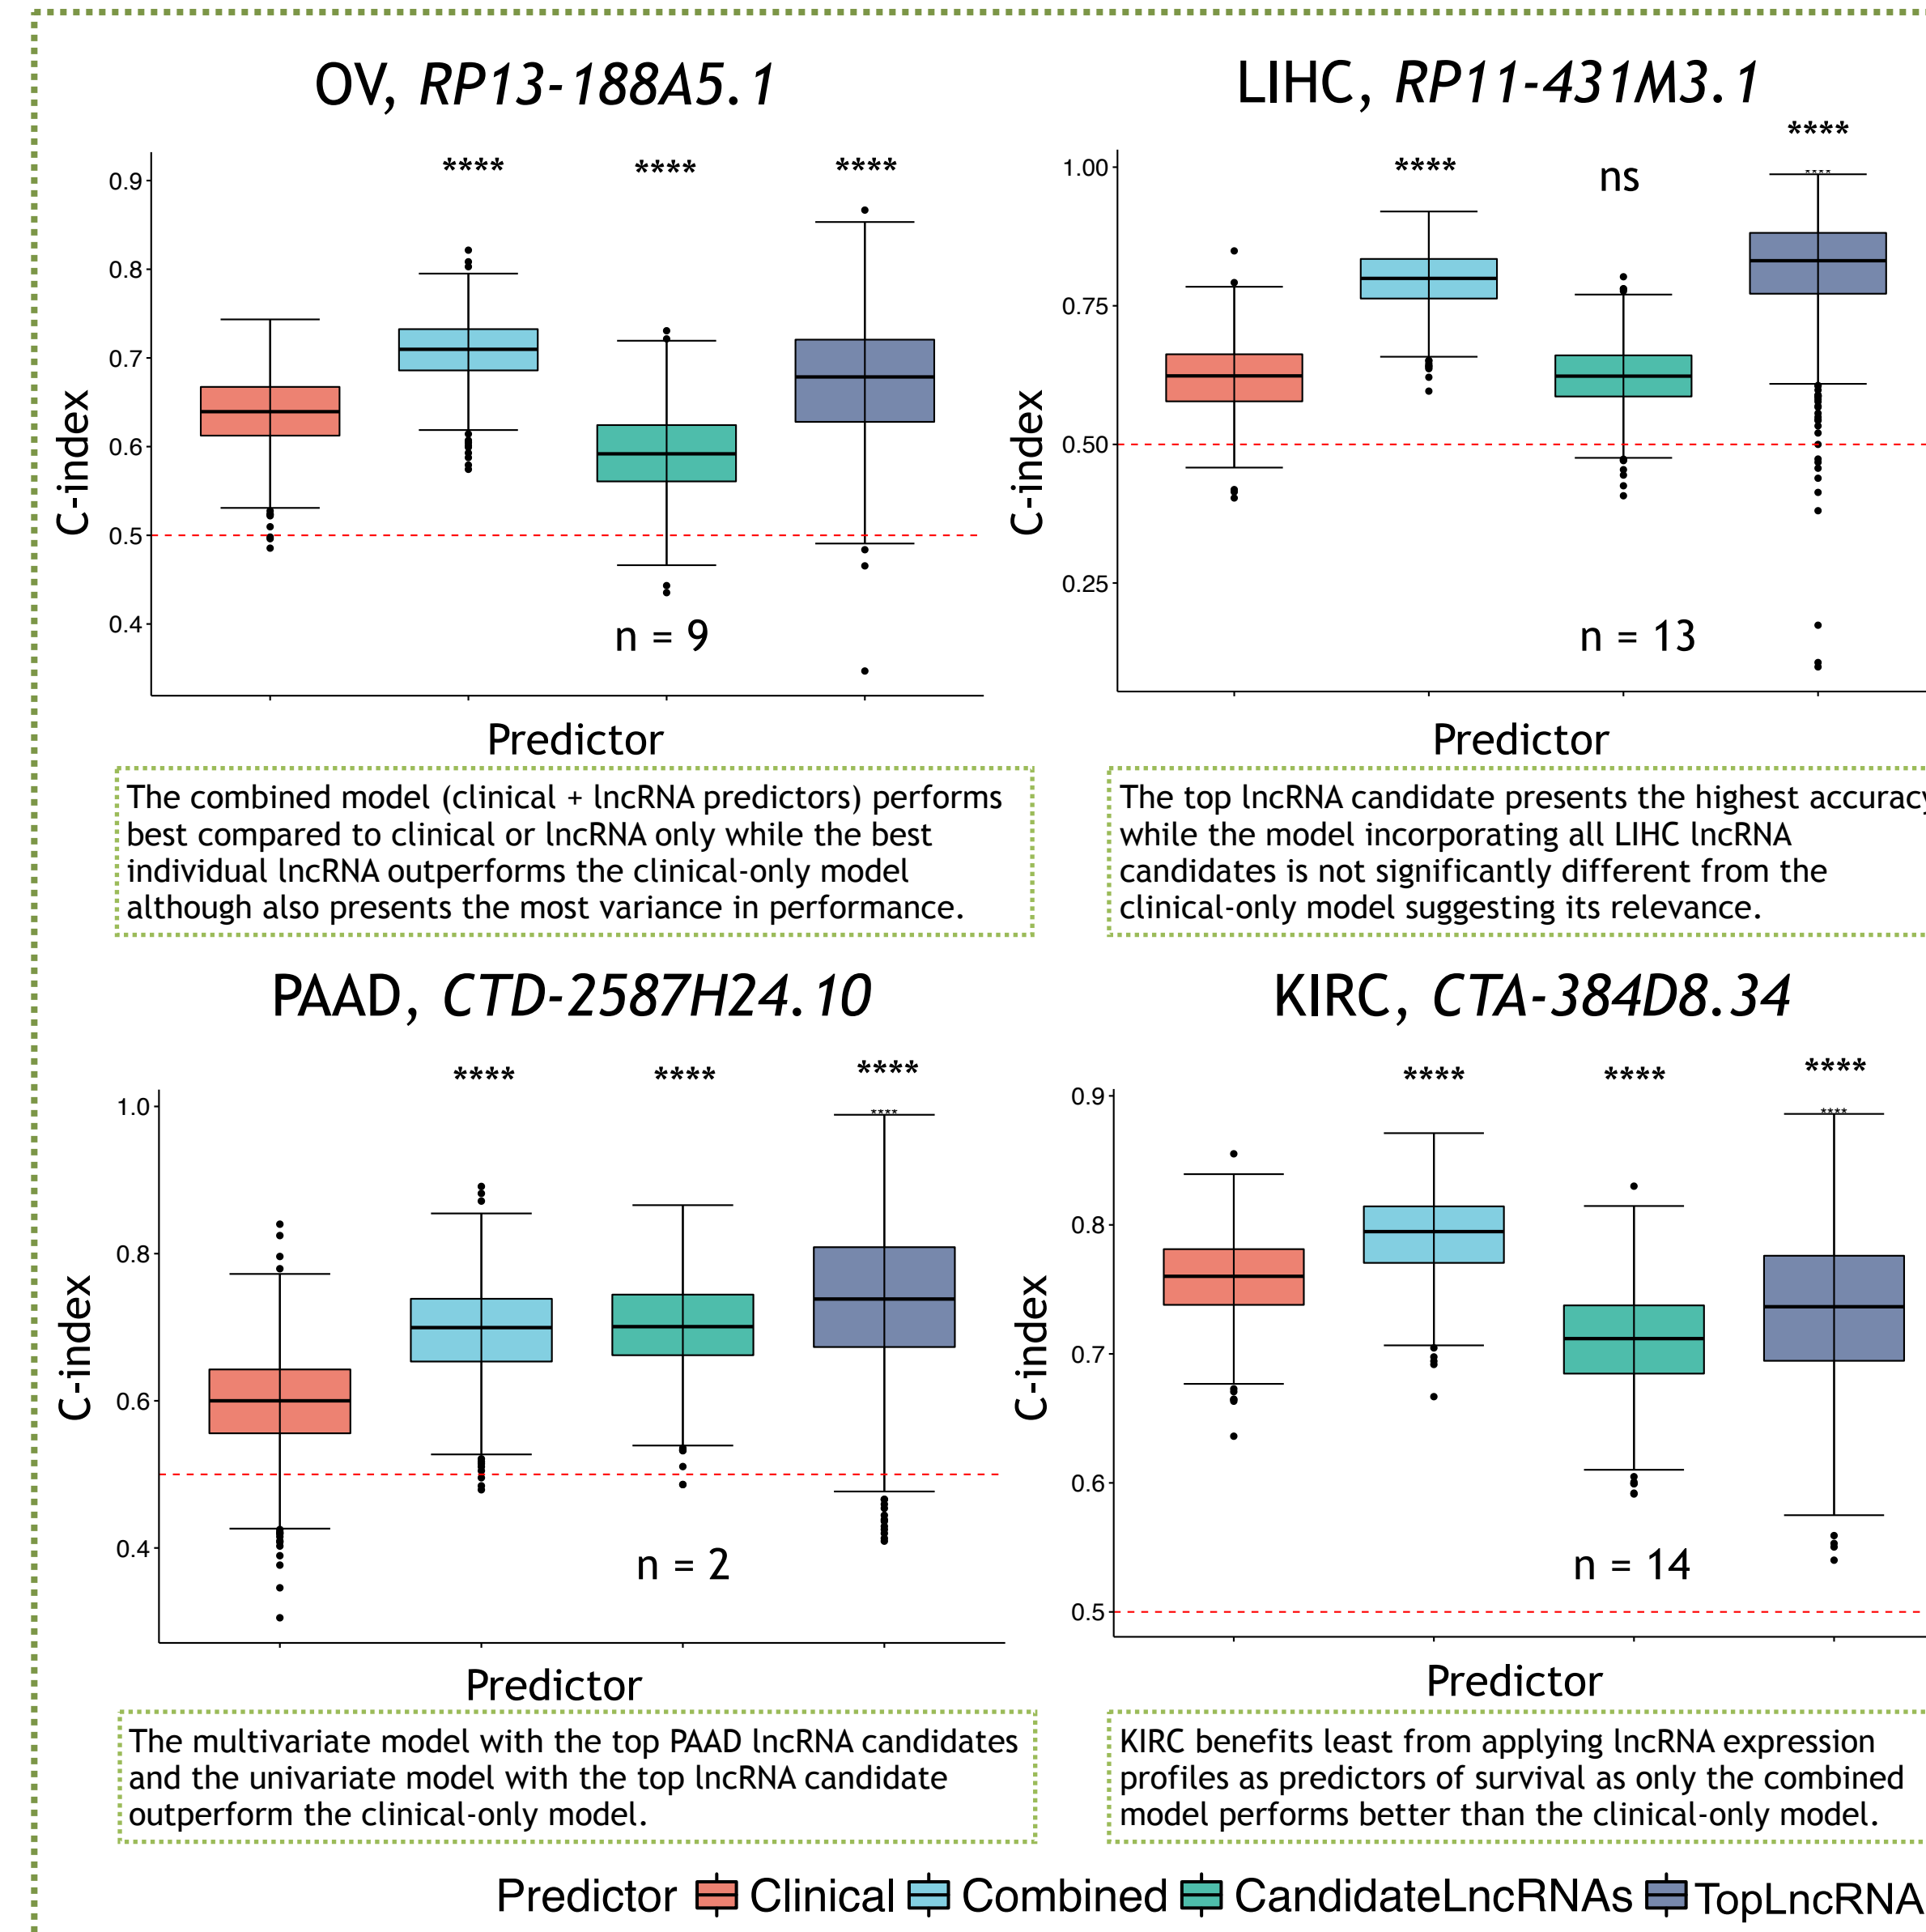 OV, RP13-188A5.1
****
****
****
0.9
0.8
0.7
0.6
0.5
0.4
C-index
n = 9
Predictor
The combined model (clinical + lncRNA predictors) performs
best compared to clinical or lncRNA only while the best
individual lncRNA outperforms the clinical-only model
although also presents the most variance in performance.
LIHC, RP11-431M3.1
****
ns
****
****
1.00
0.75
0.50
0.25
C-index
n = 13
Predictor
The top lncRNA candidate presents the highest accuracy
while the model incorporating all LIHC lncRNA
candidates is not significantly different from the
clinical-only model suggesting its relevance.
PAAD, CTD-2587H24.10
****
****
****
****
1.0
0.8
0.6
0.4
C-index
n = 2
Predictor
The multivariate model with the top PAAD lncRNA candidates
and the univariate model with the top lncRNA candidate
outperform the clinical-only model.
KIRC, CTA-384D8.34
****
****
****
****
0.9
0.8
0.7
0.6
0.5
C-index
n = 14
Predictor
KIRC benefits least from applying lncRNA expression
profiles as predictors of survival as only the combined
model performs better than the clinical-only model.
Predictor Clinical Combined CandidateLncRNAs TopLncRNA